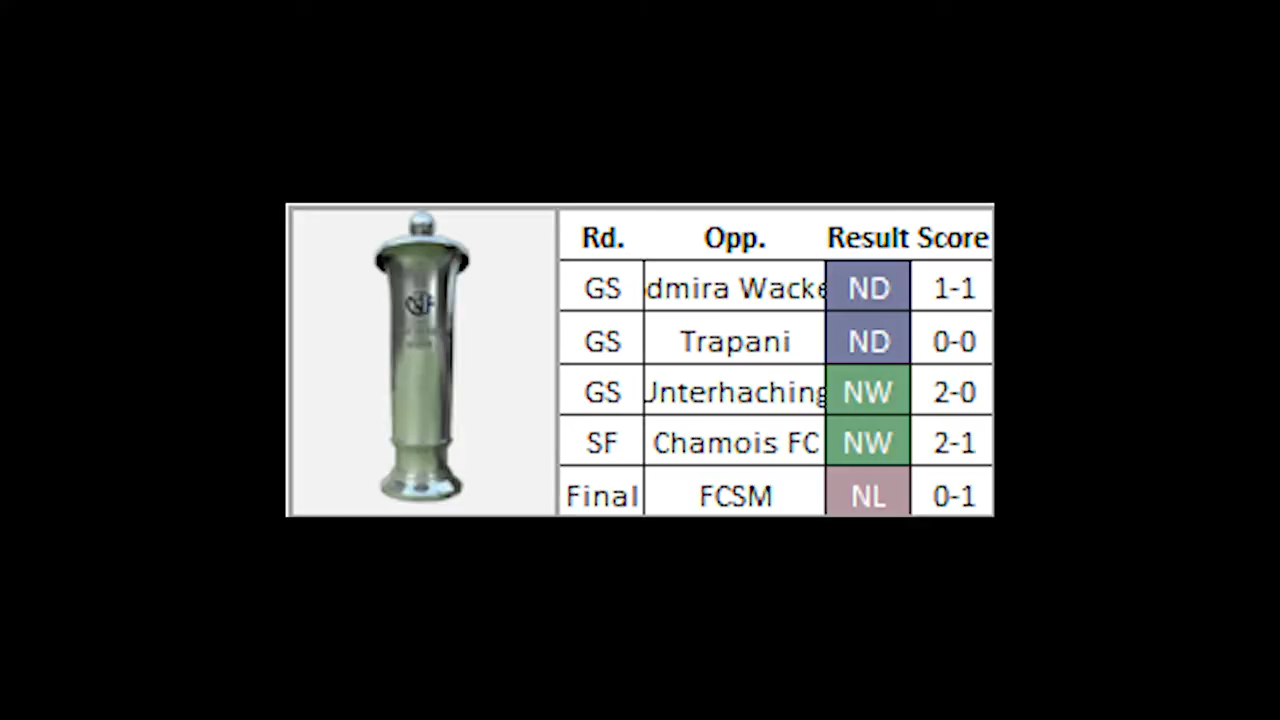 Rd. Opp. Result Score
GS dmira Wacke ND 1-1
GS Trapani ND 0-0
GS Unterhaching NW 2-0
SF Chamois FC NW 2-1
Final FCSM NL 0-1